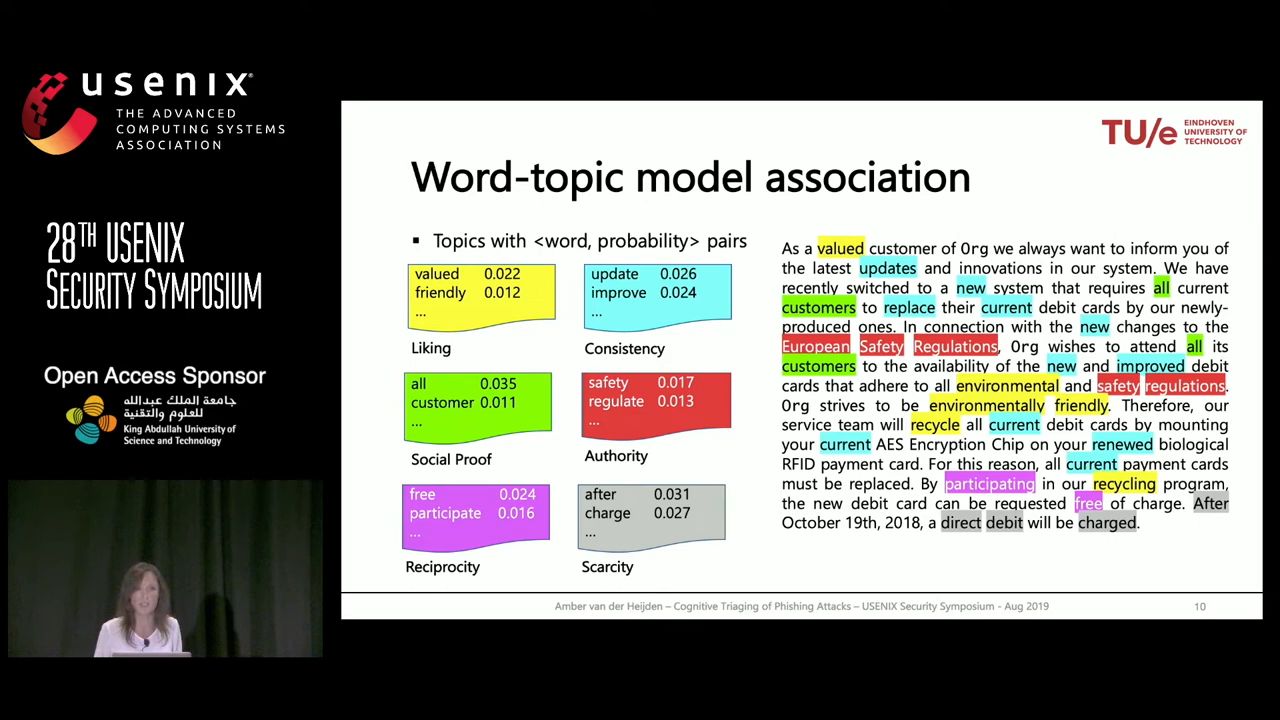 usenix®
THE ADVANCED
COMPUTING SYSTEMS
ASSOCIATION
28TH USENIX
SECURITY SYMPOSIUM
Open Access Sponsor
جامعة الملك عبدالله
للعلوم والتقنية
King Abdullah University of
Science and Technology
TU/e EINDHOVEN
UNIVERSITY OF
TECHNOLOGY
Word-topic model association
▪ Topics with <word, probability> pairs
valued 0.022
friendly 0.012
...
Liking
update 0.026
improve 0.024
...
Consistency
all 0.035
customer 0.011
...
Social Proof
safety 0.017
regulate 0.013
...
Authority
free 0.024
participate 0.016
...
Reciprocity
after 0.031
charge 0.027
...
Scarcity
As a valued customer of Org we always want to inform you of
the latest updates and innovations in our system. We have
recently switched to a new system that requires all current
customers to replace their current debit cards by our newly-
produced ones. In connection with the new changes to the
European Safety Regulations, Org wishes to attend all its
customers to the availability of the new and improved debit
cards that adhere to all environmental and safety regulations.
Org strives to be environmentally friendly. Therefore, our
service team will recycle all current debit cards by mounting
your current AES Encryption Chip on your renewed biological
RFID payment card. For this reason, all current payment cards
must be replaced. By participating in our recycling program,
the new debit card can be requested free of charge. After
October 19th, 2018, a direct debit will be charged.
Amber van der Heijden – Cognitive Triaging of Phishing Attacks – USENIX Security Symposium - Aug 2019
10